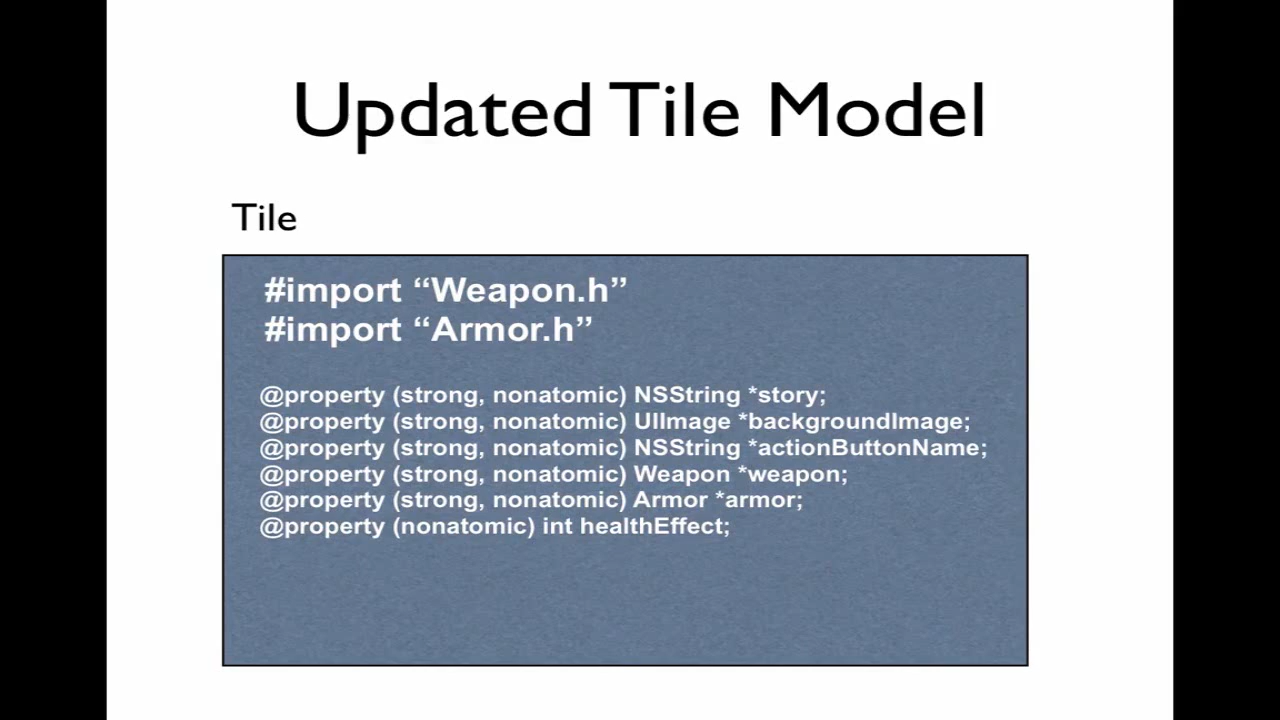 Updated Tile Model
Tile
#import “Weapon.h”
#import “Armor.h”
@property (strong, nonatomic) NSString *story;
@property (strong, nonatomic) UIImage *backgroundImage;
@property (strong, nonatomic) NSString *actionButtonName;
@property (strong, nonatomic) Weapon *weapon;
@property (strong, nonatomic) Armor *armor;
@property (nonatomic) int healthEffect;